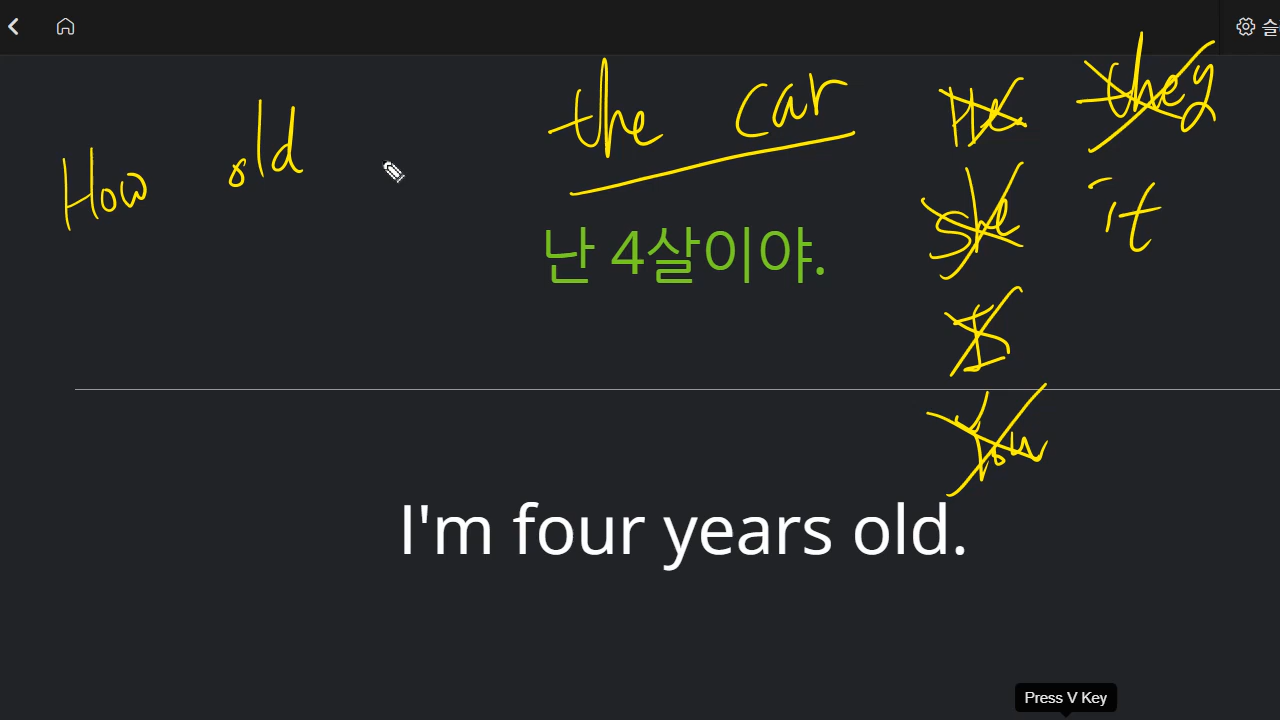 슬
How old the car
He
they
she
it
난 4살이야.
I
You
I'm four years old.
Press V Key